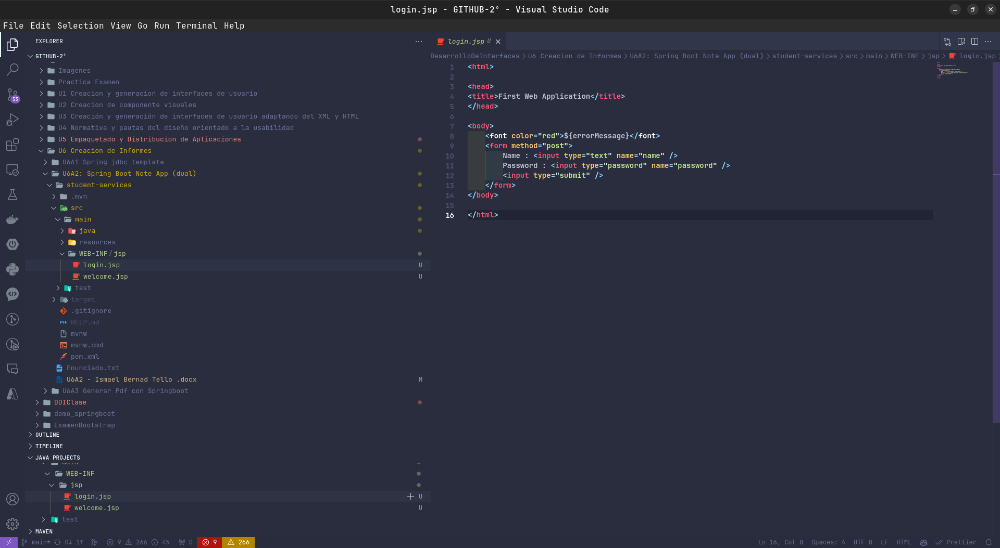 login.jsp - GITHUB-2º - Visual Studio Code
File Edit Selection View Go Run Terminal Help
EXPLORER
GITHUB-2º
Imagenes
Practica Examen
U1 Creacion y generacion de interfaces de usuario
U2 Creacion de componente visuales
U3 Creación y generación de interfaces de usuario adaptando del XML y HTML
U4 Normativa y pautas del diseño orientado a la usabilidad
U5 Empaquetado y Distribucion de Aplicaciones
U6 Creacion de Informes
U6A1 Spring jdbc template
U6A2: Spring Boot Note App (dual)
student-services
.mvn
src
main
java
resources
WEB-INF/jsp
login.jsp U
welcome.jsp U
test
target
.gitignore
HELP.md
mvnw
mvnw.cmd
pom.xml
Enunciado.txt
U6A2 - Ismael Bernad Tello .docx M
U6A3 Generar Pdf con Springboot
DDIClase
demo_springboot
ExamenBootstrap
OUTLINE
TIMELINE
JAVA PROJECTS
main
WEB-INF
jsp
login.jsp U
welcome.jsp U
test
MAVEN
53
login.jsp U
DesarrolloDeInterfaces > U6 Creacion de Informes > U6A2: Spring Boot Note App (dual) > student-services > src > main > WEB-INF > jsp > login.jsp
1 <html>
2
3 <head>
4 <title>First Web Application</title>
5 </head>
6
7 <body>
8 <font color="red">${errorMessage}</font>
9 <form method="post">
10 Name : <input type="text" name="name" />
11 Password : <input type="password" name="password" />
12 <input type="submit" />
13 </form>
14 </body>
15
16 </html>
main* 0↓ 1↑ 9 266 45 0 9 266
Ln 16, Col 8 Spaces: 4 UTF-8 LF HTML Prettier